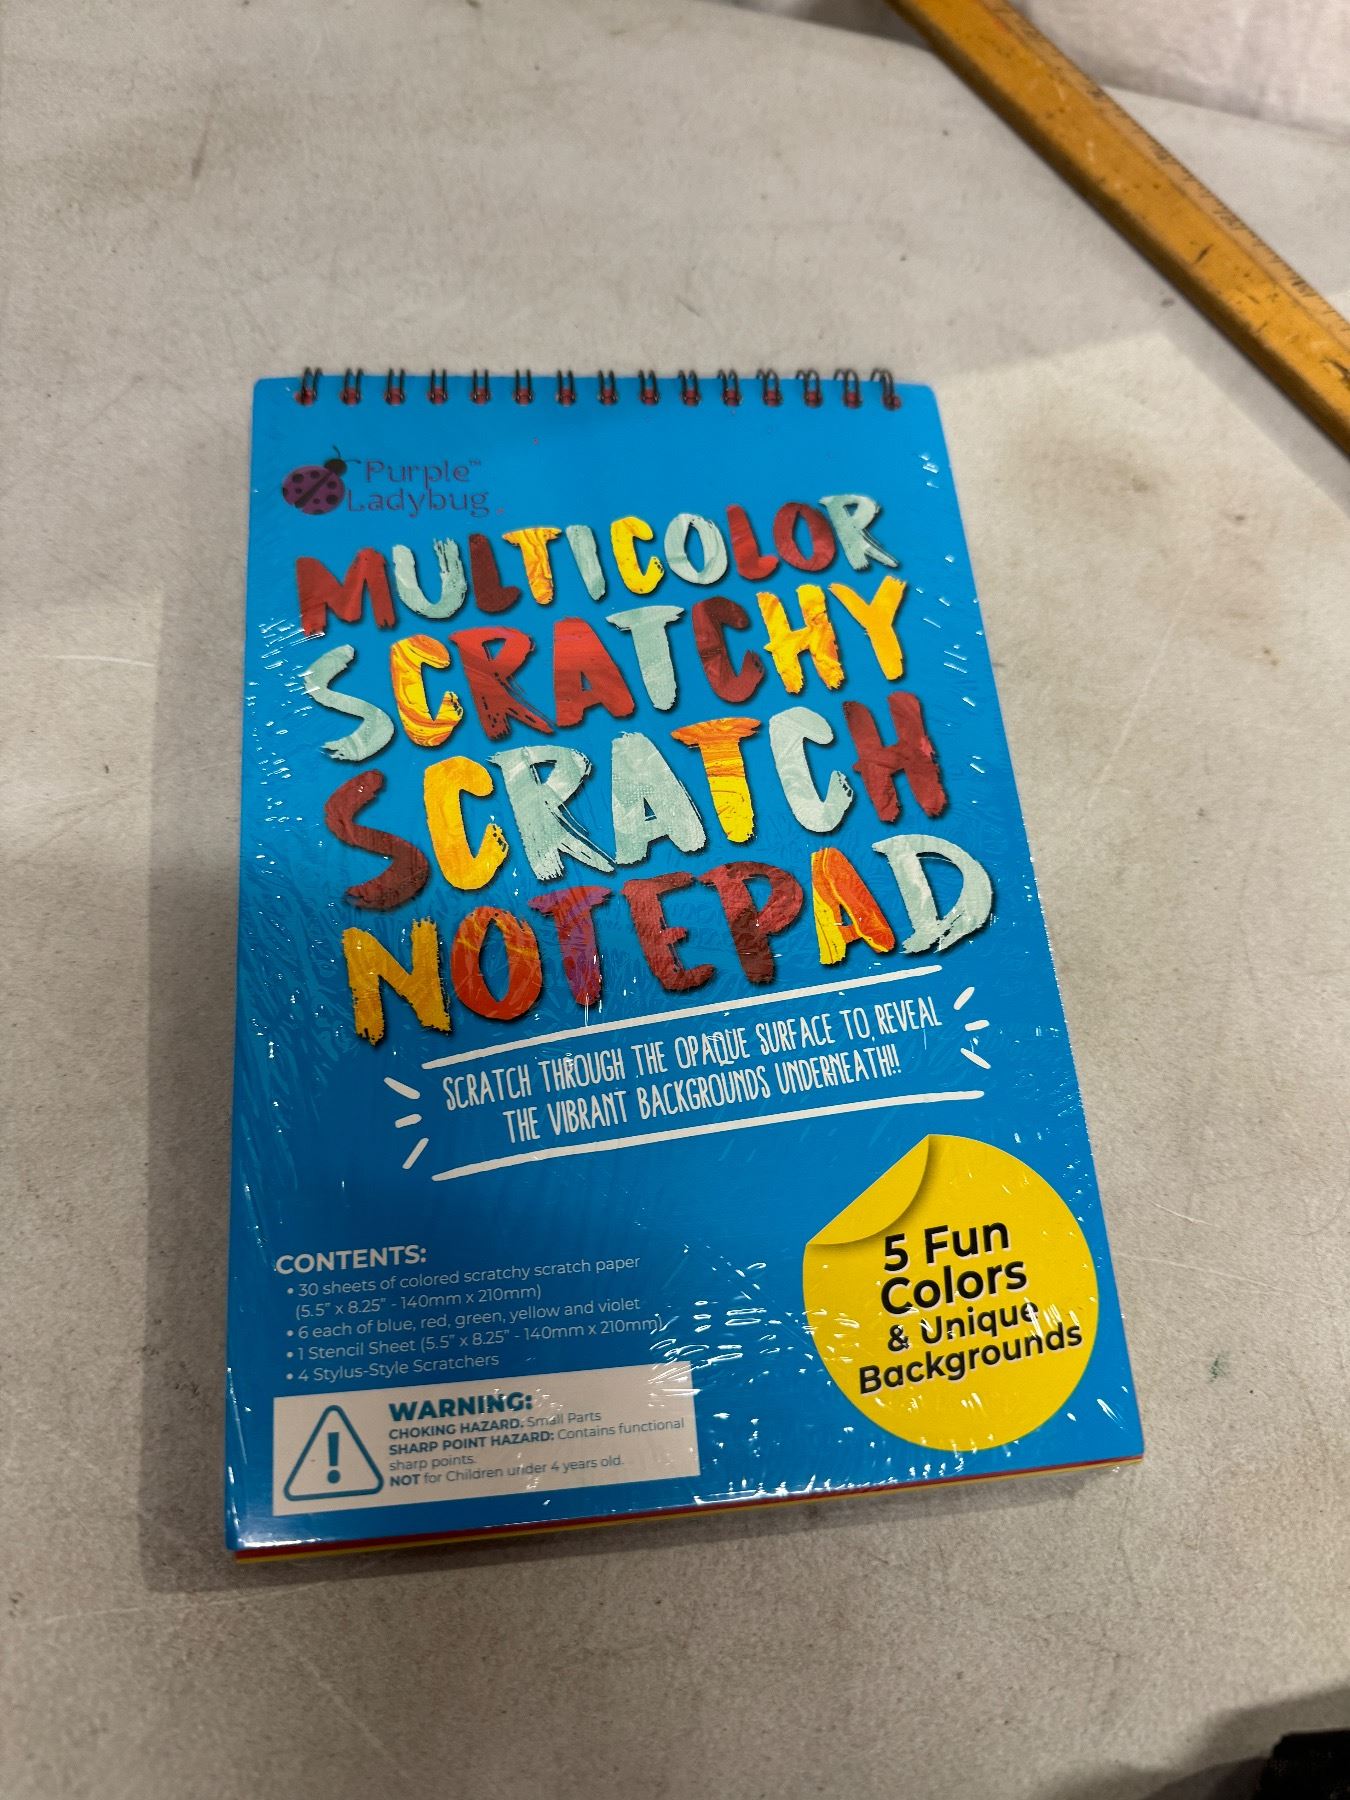 Purple™
Ladybug
MULTICOLOR
SCRATCHY
SCRATCH
NOTEPAD
SCRATCH THROUGH THE OPAQUE SURFACE TO REVEAL
THE VIBRANT BACKGROUNDS UNDERNEATH!!
CONTENTS:
• 30 sheets of colored scratchy scratch paper
(5.5” x 8.25” - 140mm x 210mm)
• 6 each of blue, red, green, yellow and violet
• 1 Stencil Sheet (5.5” x 8.25” - 140mm x 210mm)
• 4 Stylus-Style Scratchers
WARNING:
CHOKING HAZARD. Small Parts
SHARP POINT HAZARD: Contains functional
sharp points.
NOT for Children under 4 years old.
5 Fun
Colors
& Unique
Backgrounds